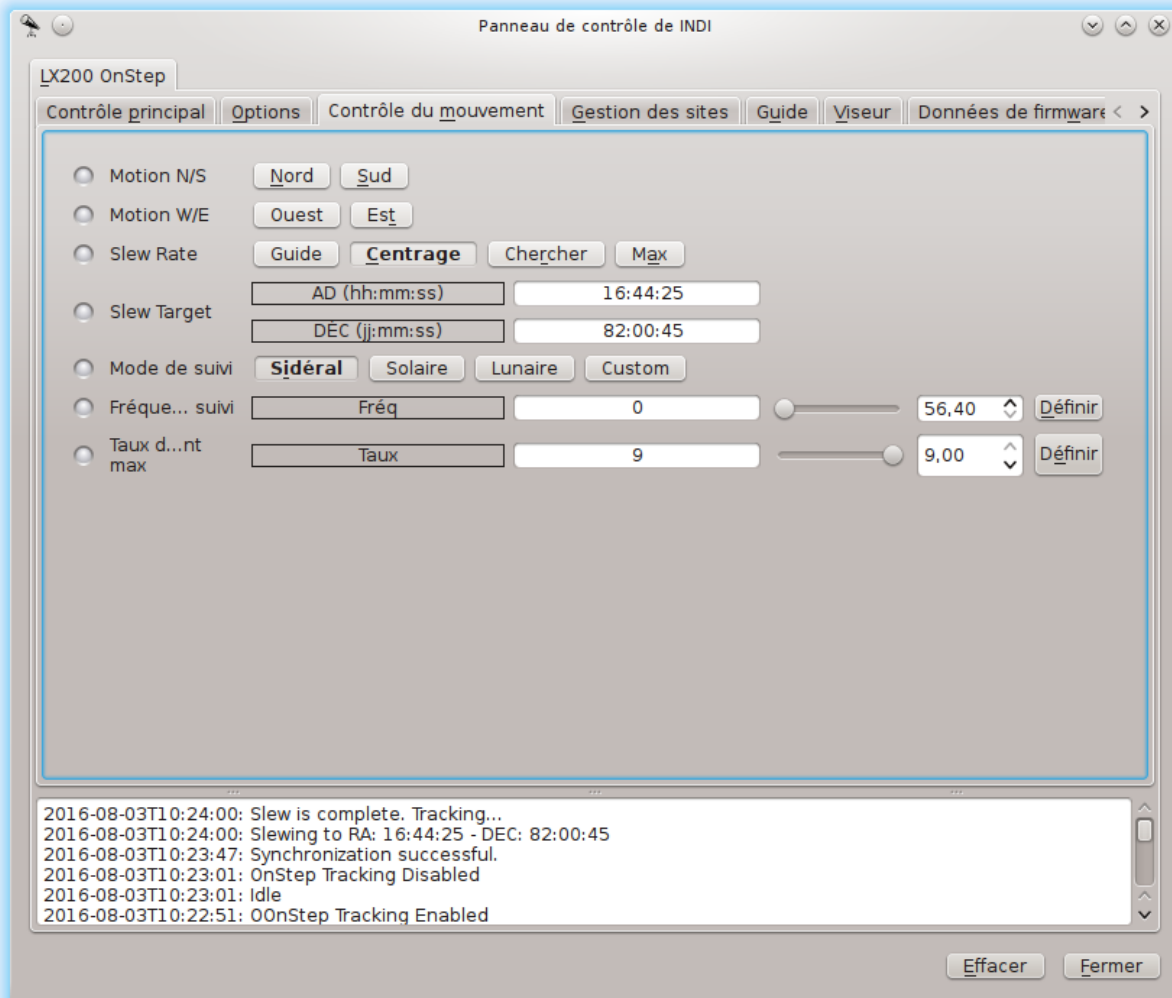 Panneau de contrôle de INDI
LX200 OnStep
Contrôle principal Options Contrôle du mouvement Gestion des sites Guide Viseur Données de firmware
Motion N/S Nord Sud
Motion W/E Ouest Est
Slew Rate Guide Centrage Chercher Max
Slew Target AD (hh:mm:ss) 16:44:25
DÉC (jj:mm:ss) 82:00:45
Mode de suivi Sidéral Solaire Lunaire Custom
Fréque... suivi Fréq 0 56,40 Définir
Taux d...nt max Taux 9 9,00 Définir
2016-08-03T10:24:00: Slew is complete. Tracking...
2016-08-03T10:24:00: Slewing to RA: 16:44:25 - DEC: 82:00:45
2016-08-03T10:23:47: Synchronization successful.
2016-08-03T10:23:01: OnStep Tracking Disabled
2016-08-03T10:23:01: Idle
2016-08-03T10:22:51: OOnStep Tracking Enabled
Effacer Fermer